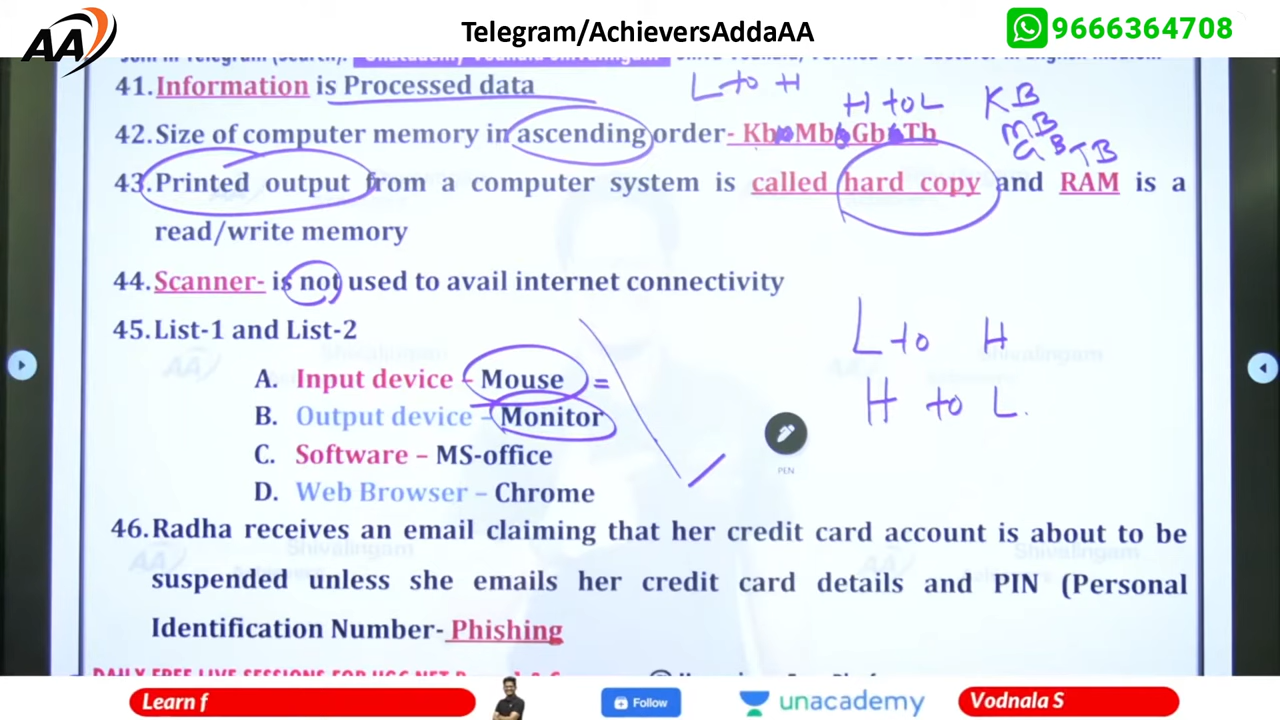 AA
Telegram/AchieversAddaAA
9666364708
41.Information is Processed data
L to H
H to L
KB
MB
GB
TB
42.Size of computer memory in ascending order- Kb Mb Gb Tb
43.Printed output from a computer system is called hard copy and RAM is a
read/write memory
44.Scanner- is not used to avail internet connectivity
45.List-1 and List-2
L to H
A. Input device – Mouse =
H to L.
B. Output device – Monitor
PEN
C. Software – MS-office
D. Web Browser – Chrome
46.Radha receives an email claiming that her credit card account is about to be
Shivalingam
suspended unless she emails her credit card details and PIN (Personal
Identification Number- Phishing
Learn f
Follow
unacademy
Vodnala S